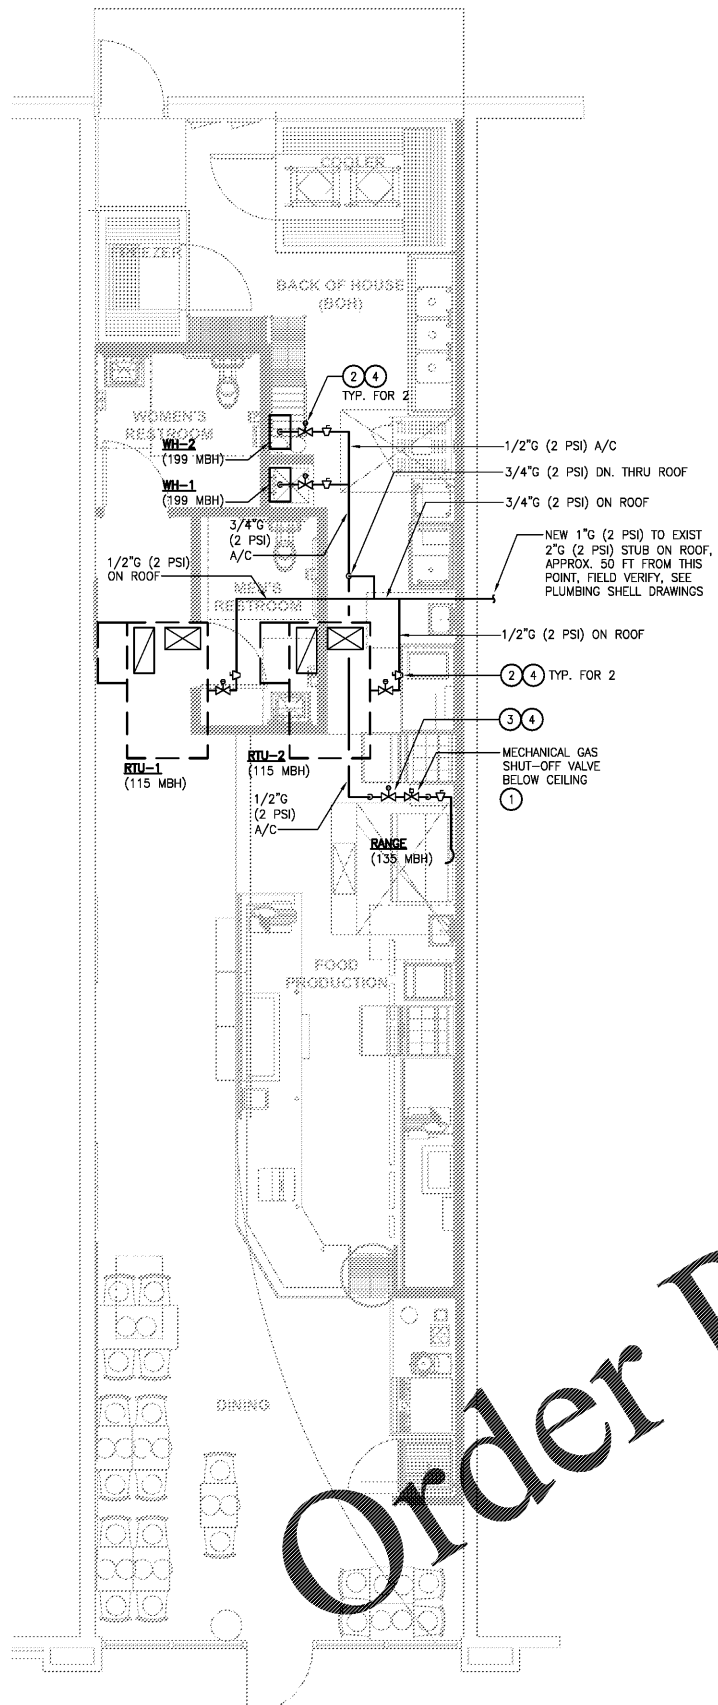 COOLER
FREEZER
BACK OF HOUSE
(BOH)
2 4
TYP. FOR 2
WOMEN'S
RESTROOM
WH-2
(199 MBH)
1/2"G (2 PSI) A/C
3/4"G (2 PSI) DN. THRU ROOF
WH-1
(199 MBH)
3/4"G (2 PSI) ON ROOF
3/4"G
(2 PSI)
A/C
NEW 1"G (2 PSI) TO EXIST
2"G (2 PSI) STUB ON ROOF,
APPROX. 50 FT FROM THIS
POINT, FIELD VERIFY, SEE
PLUMBING SHELL DRAWINGS
1/2"G (2 PSI)
ON ROOF
MEN'S
RESTROOM
1/2"G (2 PSI) ON ROOF
2 4 TYP. FOR 2
3 4
RTU-1
(115 MBH)
RTU-2
(115 MBH)
MECHANICAL GAS
SHUT-OFF VALVE
BELOW CEILING
1
1/2"G
(2 PSI)
A/C
RANGE
(135 MBH)
FOOD
PRODUCTION
DINING
Order